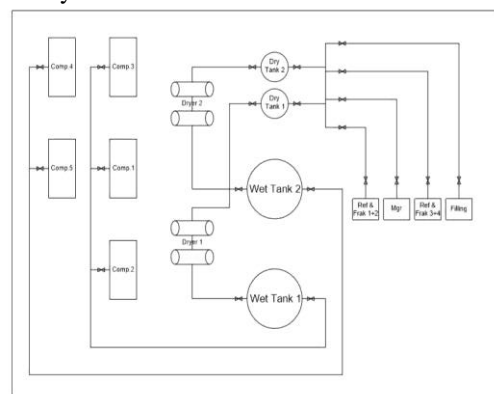 Comp.4
Comp.3
Dry
Tank 2
Dryer 2
Dry
Tank 1
Comp.5
Comp.1
Wet Tank 2
Ref &
Frak 1+2
Mgr
Ref &
Frak 3+4
Filling
Dryer 1
Comp.2
Wet Tank 1